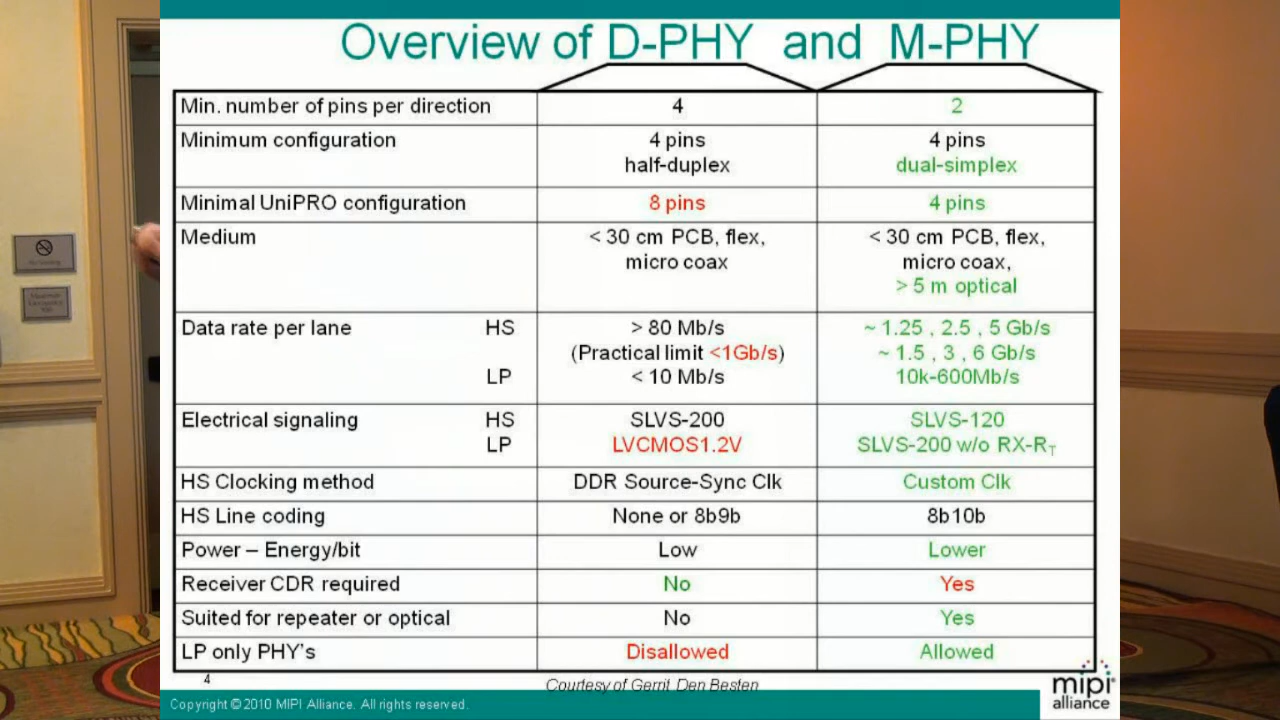 Overview of D-PHY and M-PHY
Min. number of pins per direction 4 2
Minimum configuration 4 pins 4 pins
half-duplex dual-simplex
Minimal UniPRO configuration 8 pins 4 pins
Medium < 30 cm PCB, flex, < 30 cm PCB, flex,
micro coax micro coax,
> 5 m optical
Data rate per lane HS > 80 Mb/s ~ 1.25 , 2.5 , 5 Gb/s
(Practical limit <1Gb/s) ~ 1.5 , 3 , 6 Gb/s
LP < 10 Mb/s 10k-600Mb/s
Electrical signaling HS SLVS-200 SLVS-120
LP LVCMOS1.2V SLVS-200 w/o RX-RT
HS Clocking method DDR Source-Sync Clk Custom Clk
HS Line coding None or 8b9b 8b10b
Power – Energy/bit Low Lower
Receiver CDR required No Yes
Suited for repeater or optical No Yes
LP only PHY's Disallowed Allowed
4
Courtesy of Gerrit Den Besten
Copyright © 2010 MIPI Alliance. All rights reserved.
mipi
alliance